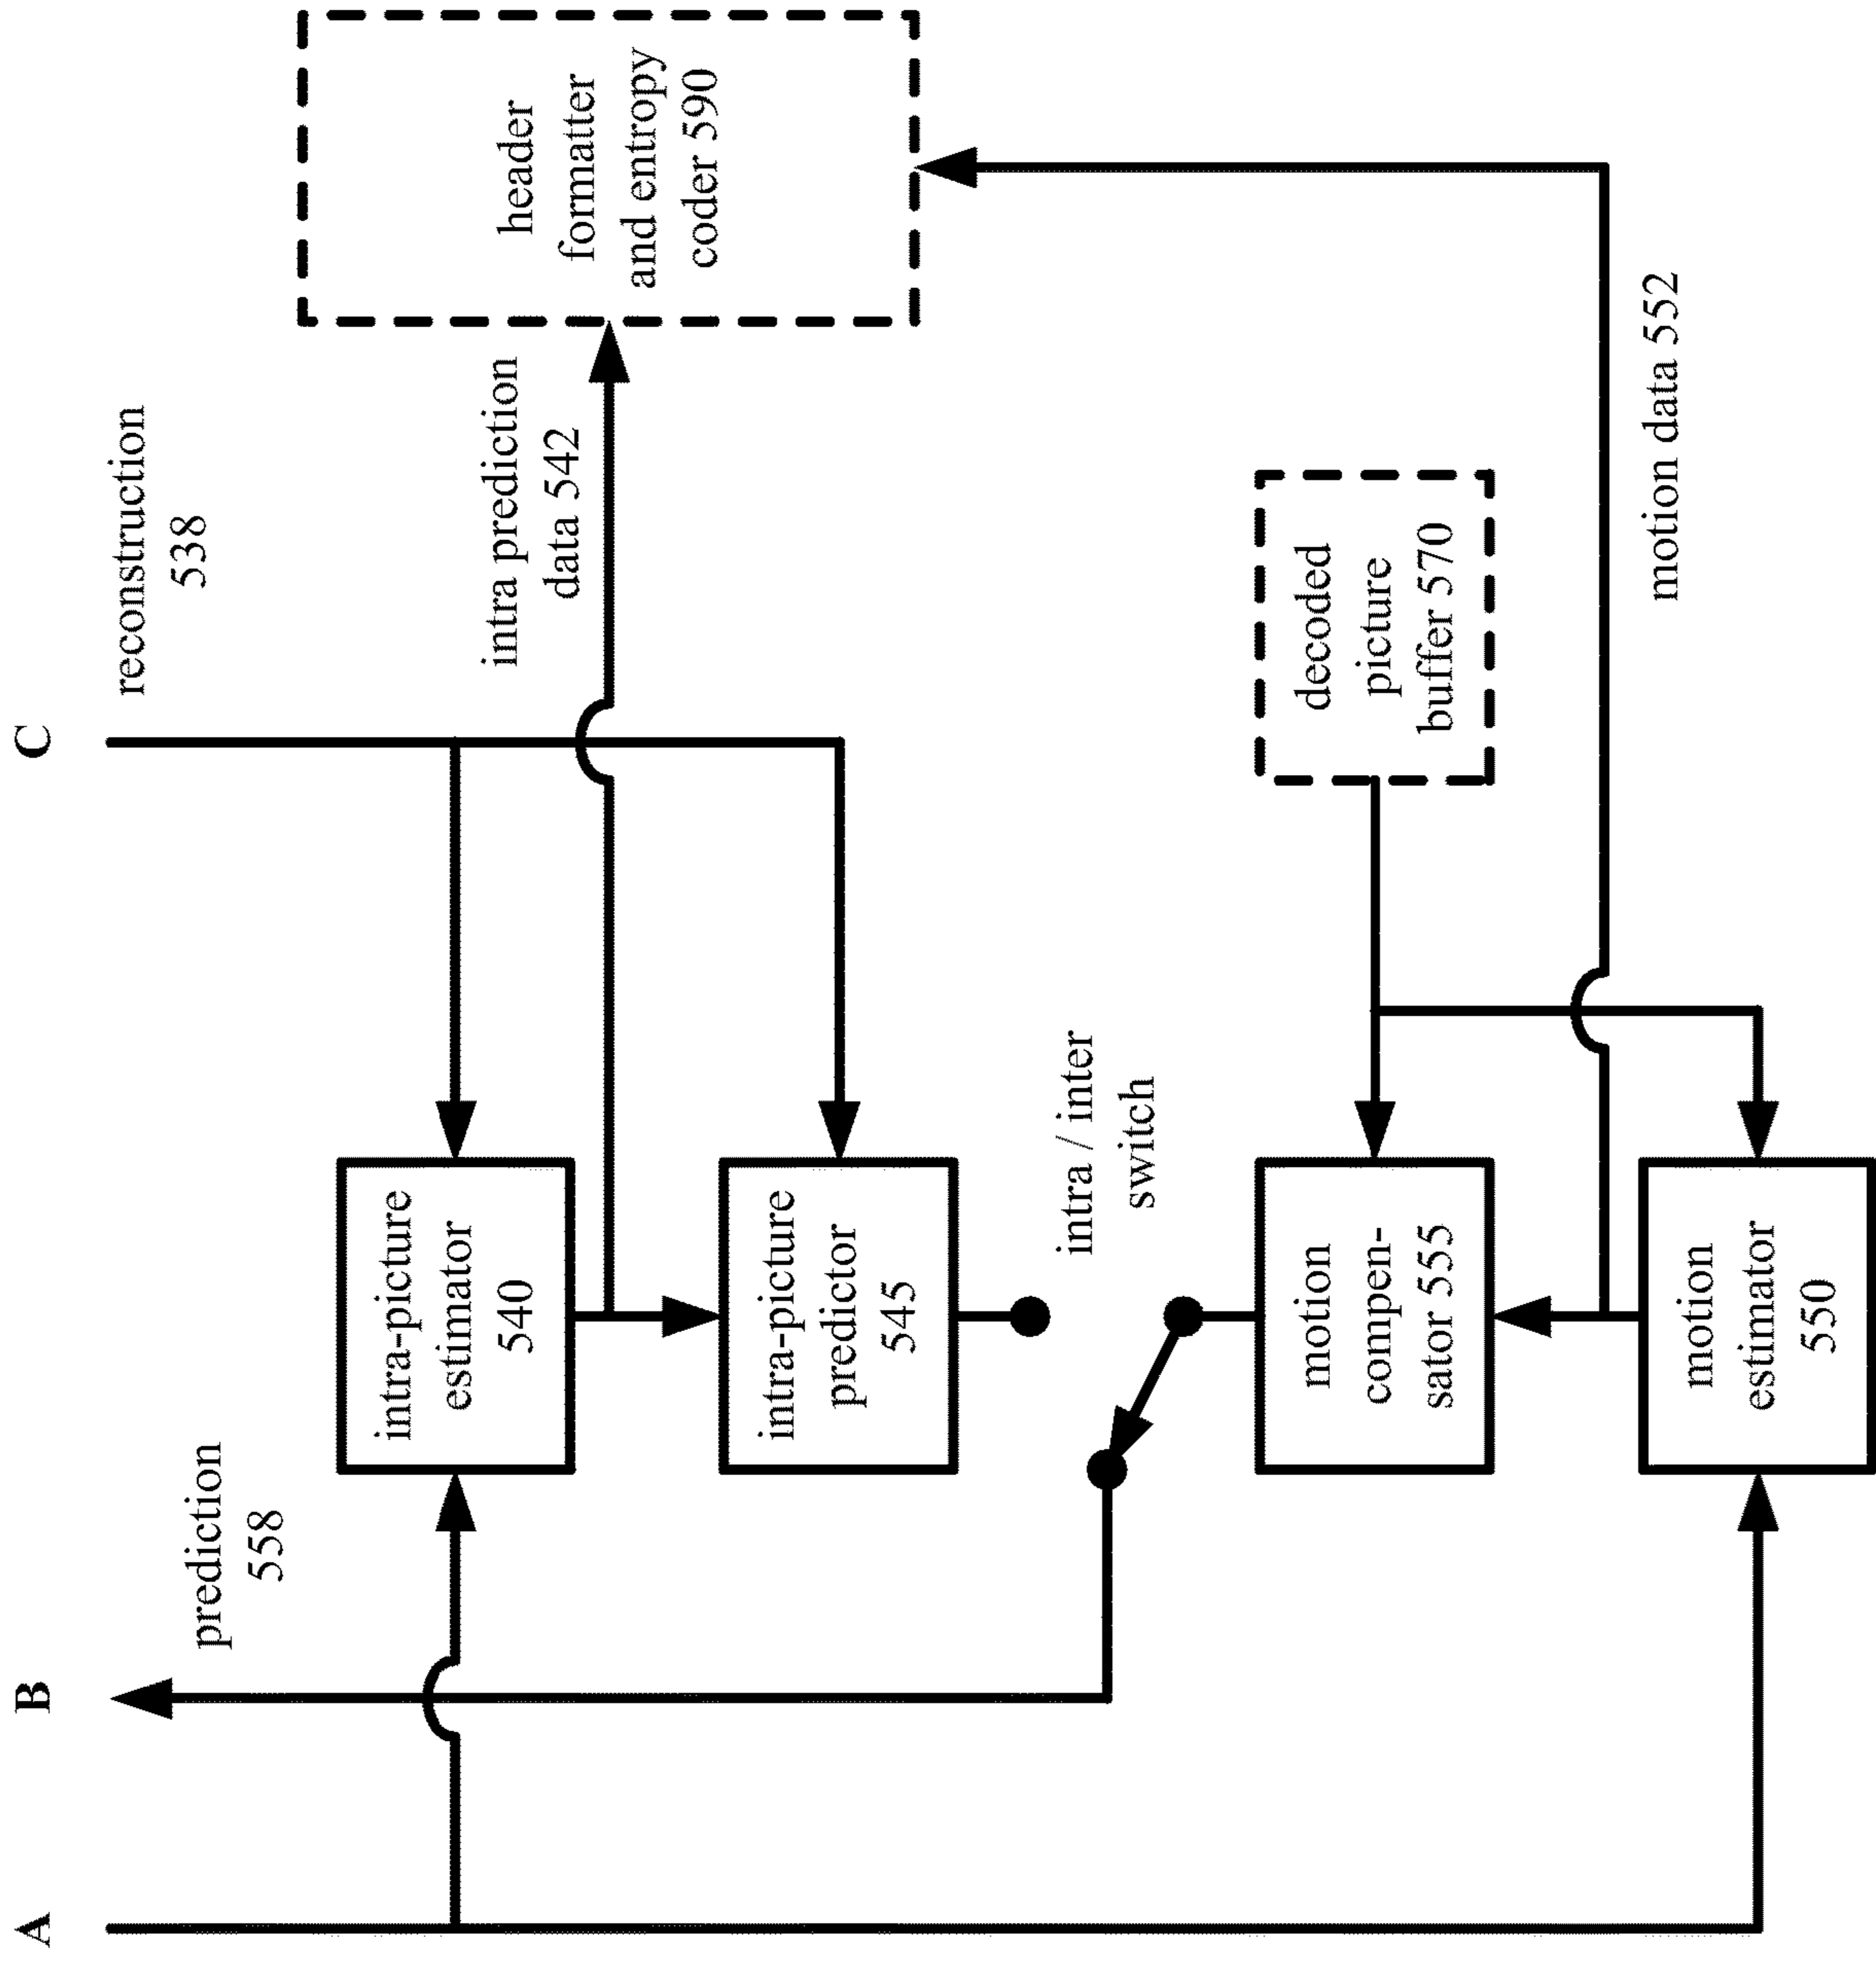 A
B
C
prediction
558
reconstruction
538
intra-picture
estimator
540
intra prediction
data 542
header
formatter
and entropy
coder 590
intra-picture
predictor
545
intra / inter
switch
motion
compen-
sator 555
decoded
picture
buffer 570
motion
estimator
550
motion data 552